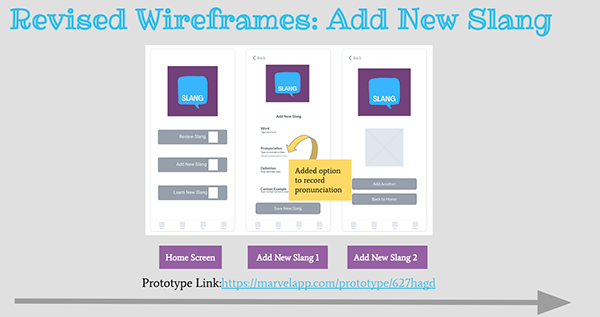 Revised Wireframes: Add New Slang
SLANG
Review Slang
Add New Slang
Learn New Slang
Back
SLANG
Add New Slang
Word
Pronunciation
Definition
Context Example
Save New Slang
Added option
to record
pronunciation
Back
SLANG
Add Another
Back to Home
Home Screen
Add New Slang 1
Add New Slang 2
Prototype Link:https://marvelapp.com/prototype/627hagd